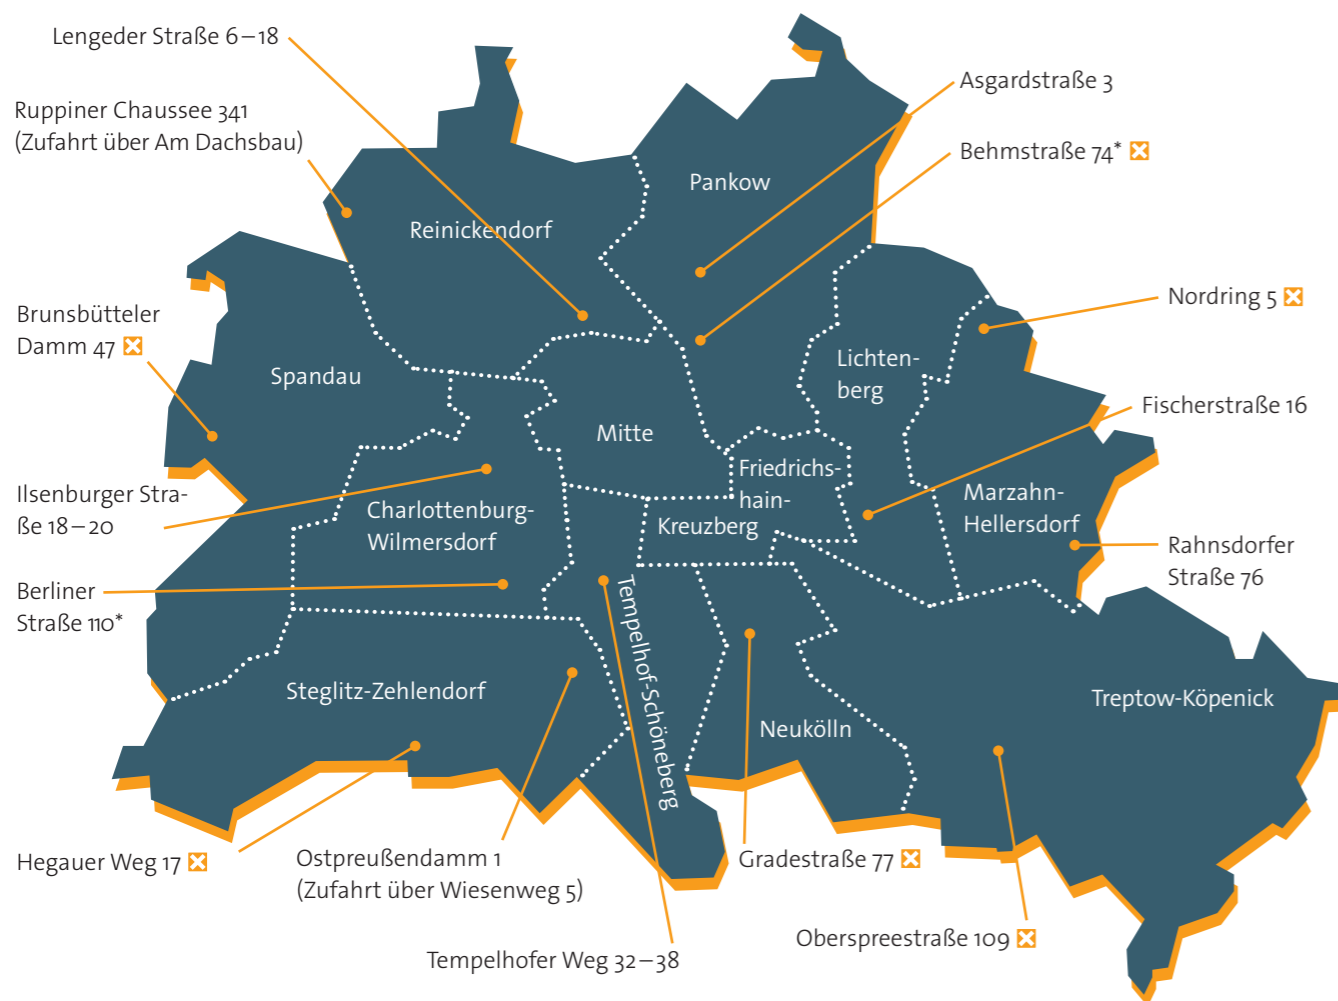 Lengeder Straße 6–18
Ruppiner Chaussee 341
(Zufahrt über Am Dachsbau)
Asgardstraße 3
Behmstraße 74*
Pankow
Reinickendorf
Nordring 5
Brunsbütteler
Damm 47
Spandau
Lichten-
berg
Fischerstraße 16
Mitte
Friedrichs-
hain-
Kreuzberg
Ilsenburger Stra-
ße 18–20
Charlottenburg-
Wilmersdorf
Marzahn-
Hellersdorf
Rahnsdorfer
Straße 76
Berliner
Straße 110*
Tempelhof-Schöneberg
Steglitz-Zehlendorf
Neukölln
Treptow-Köpenick
Hegauer Weg 17
Ostpreußendamm 1
(Zufahrt über Wiesenweg 5)
Gradestraße 77
Oberspreestraße 109
Tempelhofer Weg 32–38